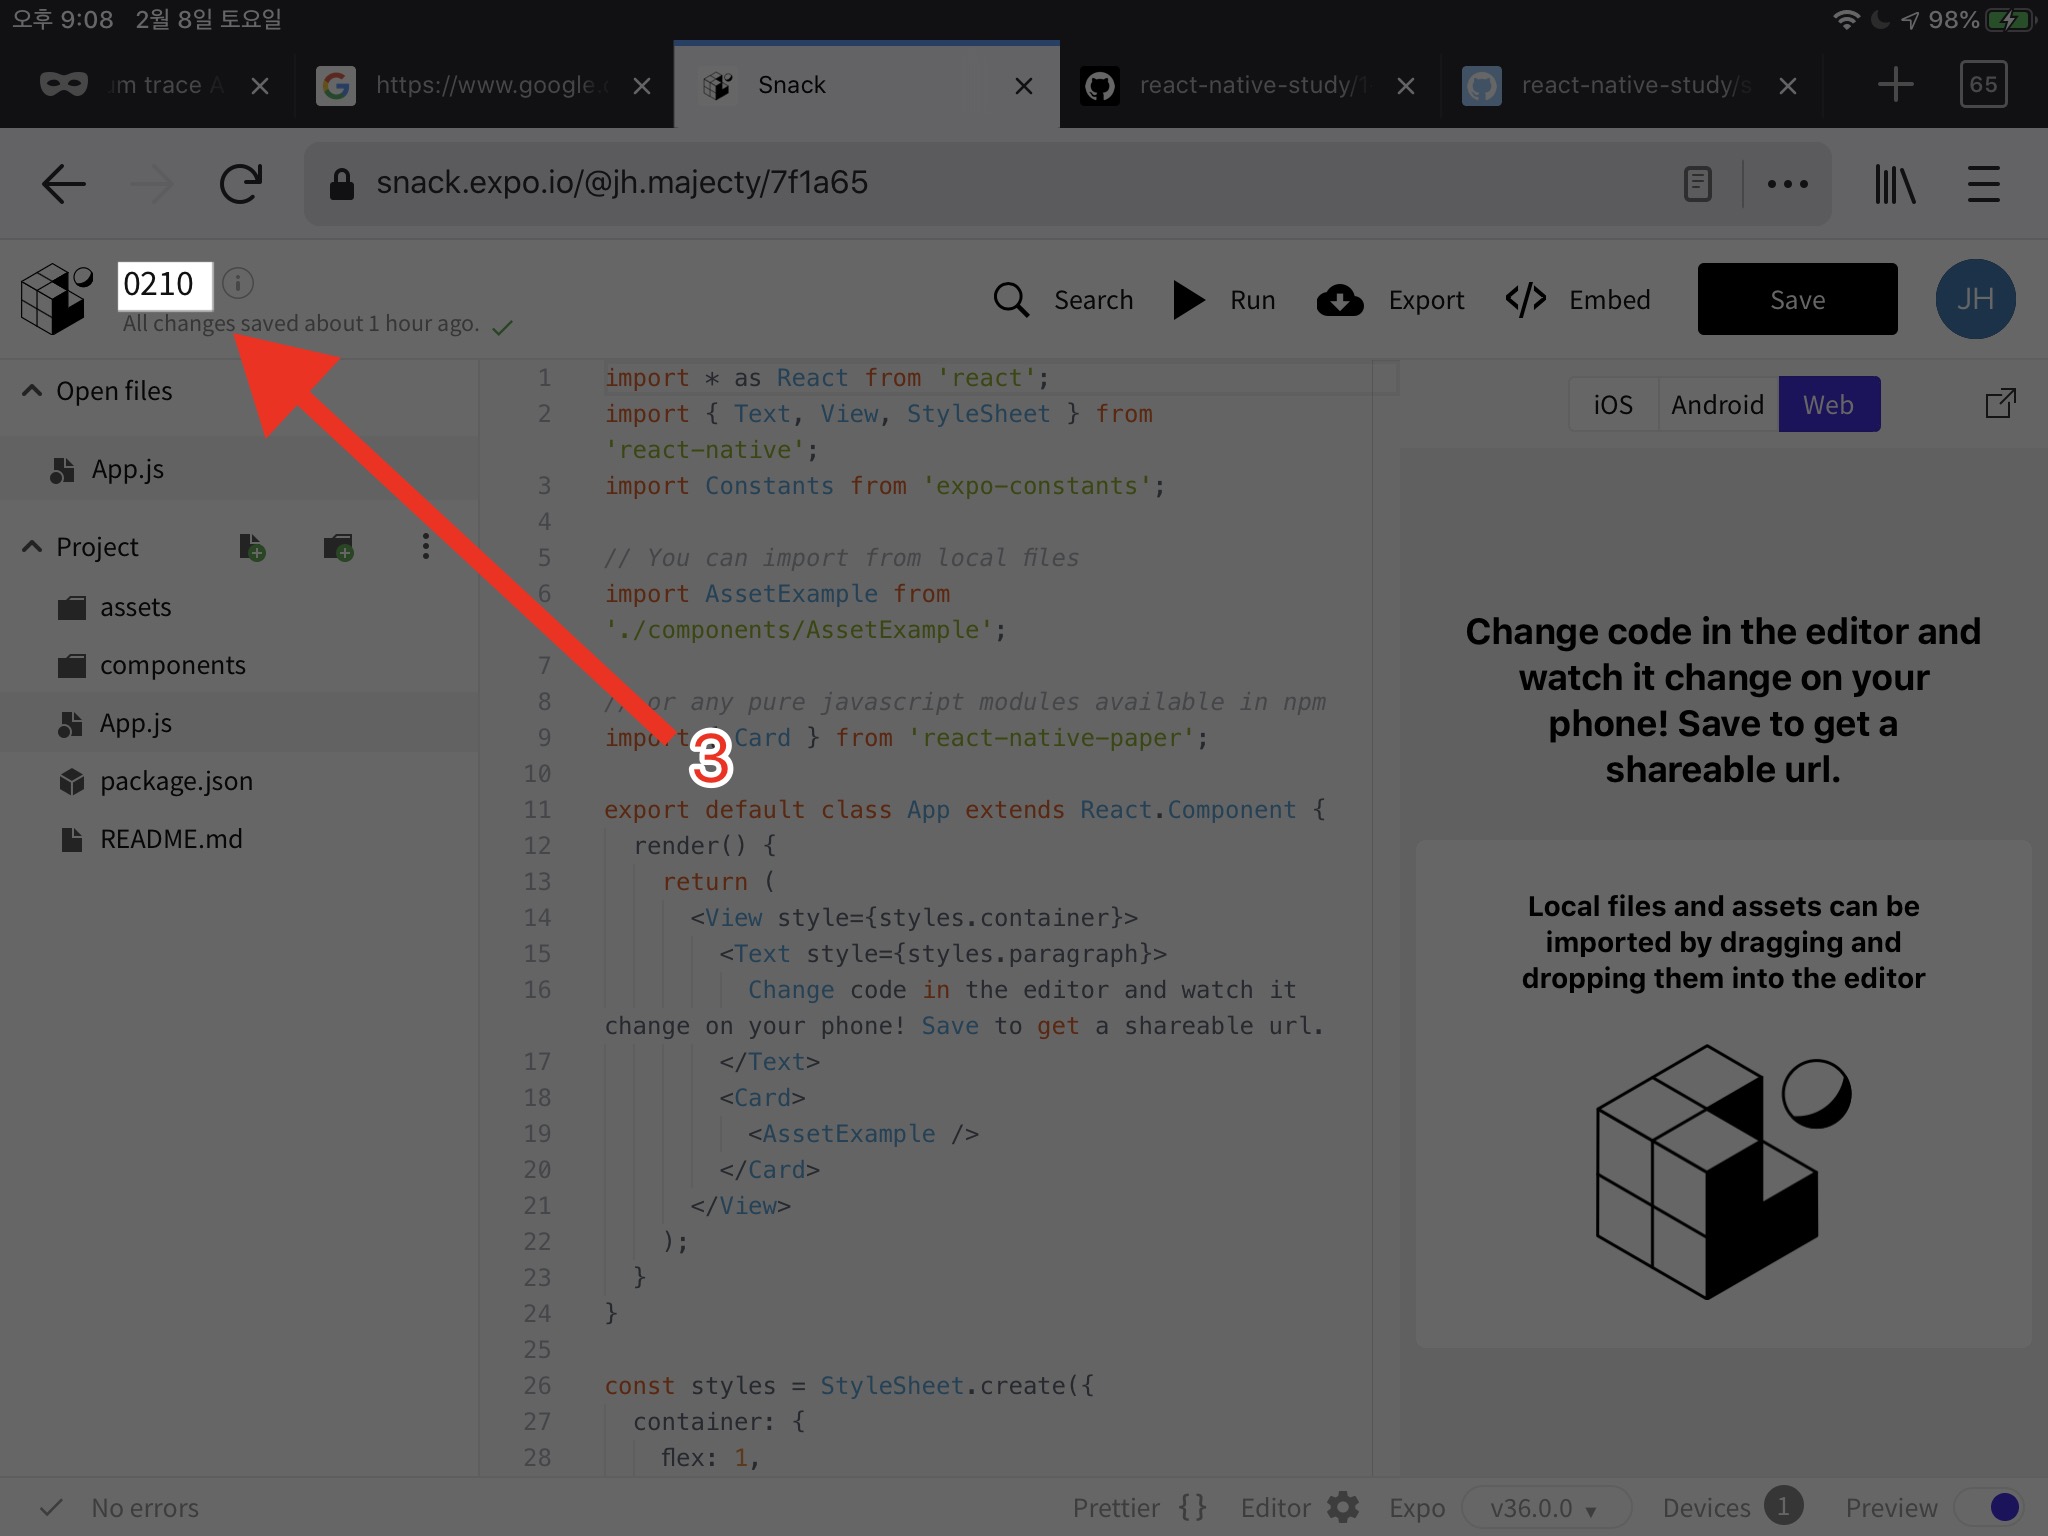 오후 9:08 2월 8일 토요일
98%
um trace A
https://www.google.c
Snack
react-native-study/1
react-native-study/s
65
snack.expo.io/@jh.majecty/7f1a65
0210
All changes saved about 1 hour ago.
Search
Run
Export
Embed
Save
JH
Open files
App.js
Project
assets
components
App.js
package.json
README.md
1 import * as React from 'react';
2 import { Text, View, StyleSheet } from
'react-native';
3 import Constants from 'expo-constants';
4
5 // You can import from local files
6 import AssetExample from
'./components/AssetExample';
7
8 // or any pure javascript modules available in npm
9 import { Card } from 'react-native-paper';
3
10
11 export default class App extends React.Component {
12 render() {
13 return (
14 <View style={styles.container}>
15 <Text style={styles.paragraph}>
16 Change code in the editor and watch it
change on your phone! Save to get a shareable url.
17 </Text>
18 <Card>
19 <AssetExample />
20 </Card>
21 </View>
22 );
23 }
24 }
25
26 const styles = StyleSheet.create({
27 container: {
28 flex: 1,
iOS
Android
Web
Change code in the editor and
watch it change on your
phone! Save to get a
shareable url.
Local files and assets can be
imported by dragging and
dropping them into the editor
No errors
Prettier {}
Editor
Expo
v36.0.0
Devices 1
Preview